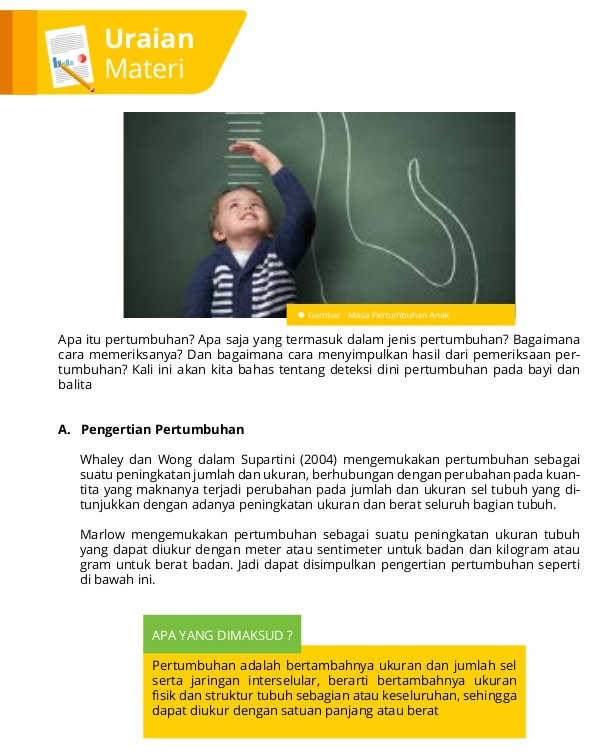 Uraian
Materi
Gambar : Masa Pertumbuhan Anak
Apa itu pertumbuhan? Apa saja yang termasuk dalam jenis pertumbuhan? Bagaimana
cara memeriksanya? Dan bagaimana cara menyimpulkan hasil dari pemeriksaan per-
tumbuhan? Kali ini akan kita bahas tentang deteksi dini pertumbuhan pada bayi dan
balita
A. Pengertian Pertumbuhan
Whaley dan Wong dalam Supartini (2004) mengemukakan pertumbuhan sebagai
suatu peningkatan jumlah dan ukuran, berhubungan dengan perubahan pada kuan-
tita yang maknanya terjadi perubahan pada jumlah dan ukuran sel tubuh yang di-
tunjukkan dengan adanya peningkatan ukuran dan berat seluruh bagian tubuh.
Marlow mengemukakan pertumbuhan sebagai suatu peningkatan ukuran tubuh
yang dapat diukur dengan meter atau sentimeter untuk badan dan kilogram atau
gram untuk berat badan. Jadi dapat disimpulkan pengertian pertumbuhan seperti
di bawah ini.
APA YANG DIMAKSUD ?
Pertumbuhan adalah bertambahnya ukuran dan jumlah sel
serta jaringan interselular, berarti bertambahnya ukuran
fisik dan struktur tubuh sebagian atau keseluruhan, sehingga
dapat diukur dengan satuan panjang atau berat